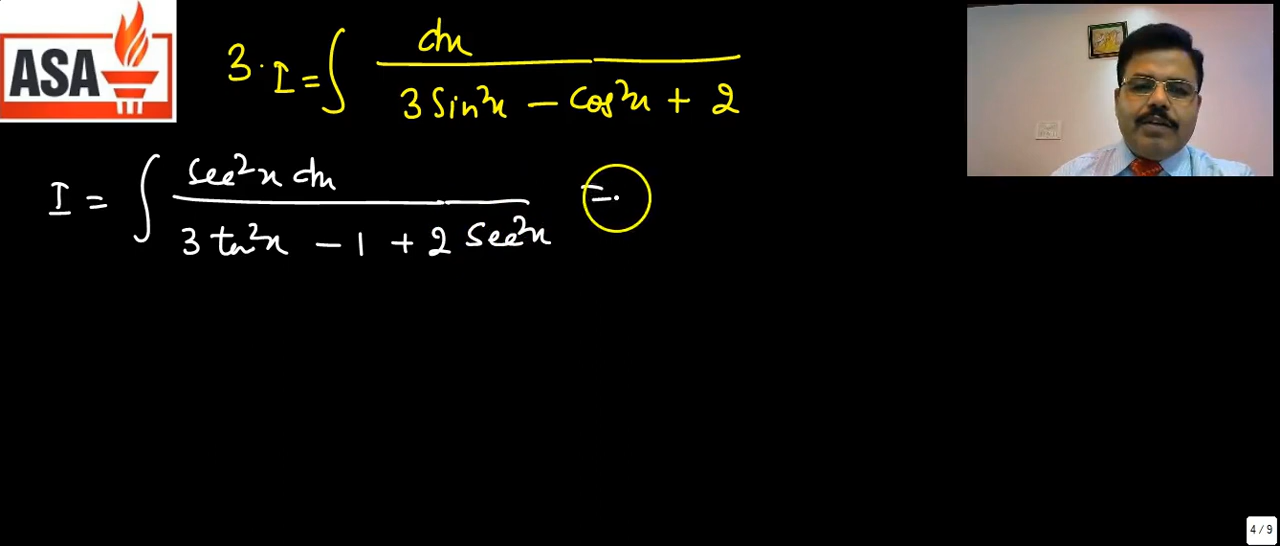 ASA
3. I = ∫ dx / (3 Sin²x − Cos²x + 2)
I = ∫ Sec²x dx / (3 tan²x − 1 + 2 Sec²x) =
4 / 9